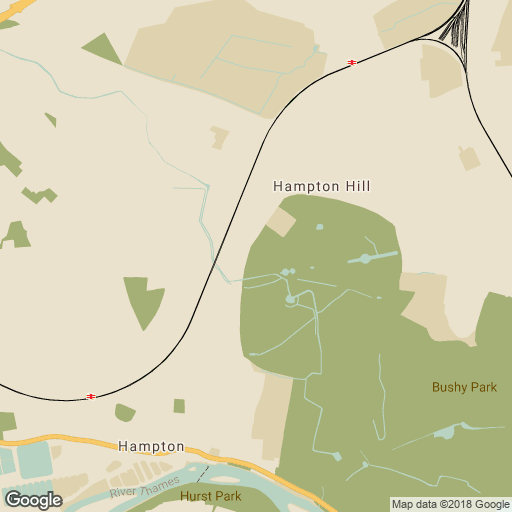 Hampton Hill
Bushy Park
Hampton
River Thames
Hurst Park
Google
Map data ©2018 Google